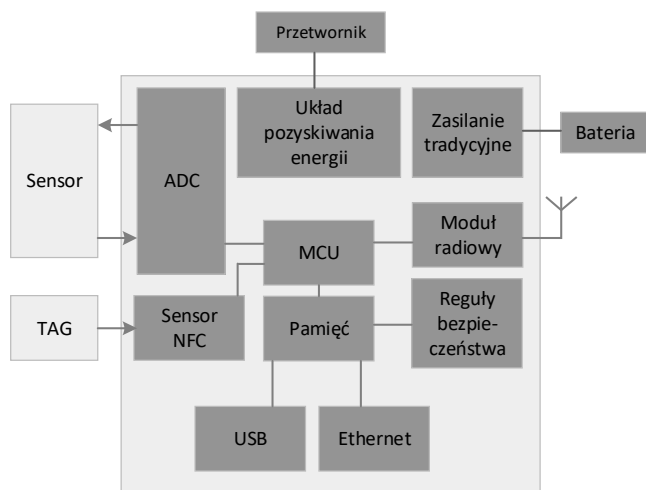 Przetwornik
Układ
pozyskiwania
energii
Zasilanie
tradycyjne
Bateria
Sensor
ADC
MCU
Moduł
radiowy
TAG
Sensor
NFC
Pamięć
Reguły
bezpie-
czeństwa
USB
Ethernet